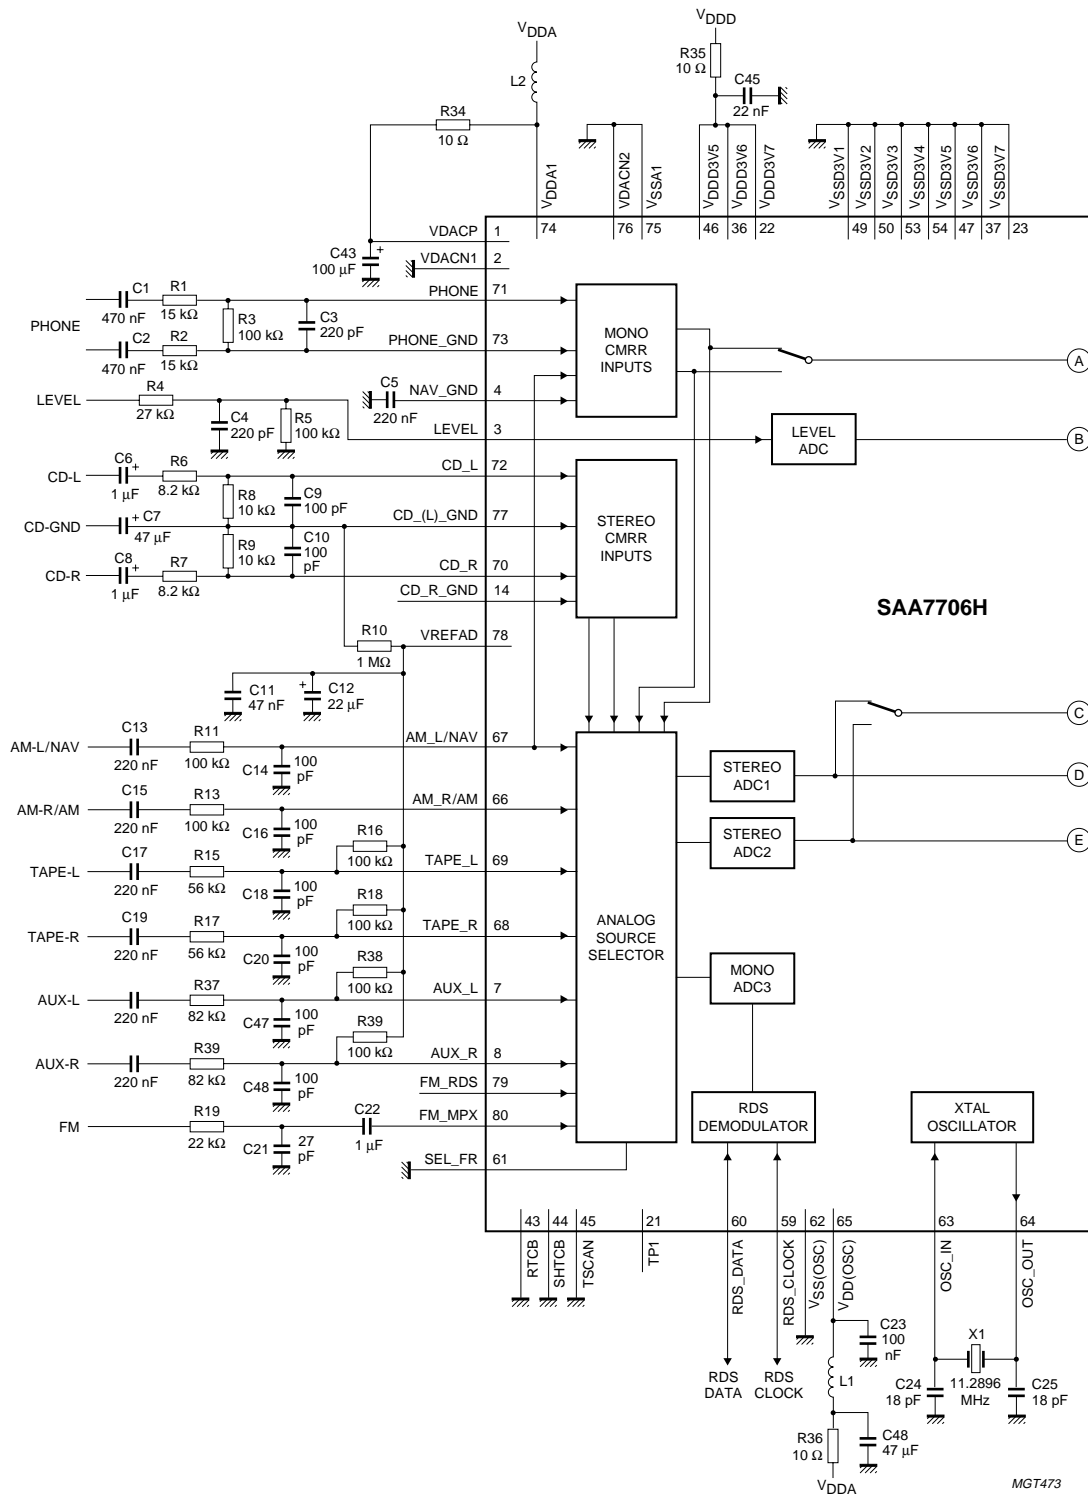 VDDA
VDDD
R35
10 Ω
C45
22 nF
L2
R34
10 Ω
VDDA1
VDACN2
VSSA1
VDDD3V5
VDDD3V6
VDDD3V7
VSSD3V1
VSSD3V2
VSSD3V3
VSSD3V4
VSSD3V5
VSSD3V6
VSSD3V7
74
76
75
46
36
22
49
50
53
54
47
37
23
VDACP
1
C43
+
100 μF
VDACN1
2
PHONE
C1
470 nF
R1
15 kΩ
R3
100 kΩ
C3
220 pF
PHONE
71
C2
470 nF
R2
15 kΩ
PHONE_GND
73
MONO
CMRR
INPUTS
A
C5
220 nF
NAV_GND
4
LEVEL
R4
27 kΩ
C4
220 pF
R5
100 kΩ
LEVEL
3
LEVEL
ADC
B
CD-L
C6
+
1 μF
R6
8.2 kΩ
CD_L
72
R8
10 kΩ
C9
100 pF
CD-GND
+
C7
47 μF
CD_(L)_GND
77
STEREO
CMRR
INPUTS
R9
10 kΩ
C10
100
pF
CD-R
C8
+
1 μF
R7
8.2 kΩ
CD_R
70
CD_R_GND
14
SAA7706H
R10
1 MΩ
VREFAD
78
C11
47 nF
+
C12
22 μF
AM-L/NAV
C13
220 nF
R11
100 kΩ
C14
100
pF
AM_L/NAV
67
C
STEREO
ADC1
D
AM-R/AM
C15
220 nF
R13
100 kΩ
C16
100
pF
AM_R/AM
66
STEREO
ADC2
E
R16
100 kΩ
TAPE-L
C17
220 nF
R15
56 kΩ
C18
100
pF
TAPE_L
69
R18
100 kΩ
TAPE-R
C19
220 nF
R17
56 kΩ
C20
100
pF
TAPE_R
68
ANALOG
SOURCE
SELECTOR
R38
100 kΩ
MONO
ADC3
AUX-L
220 nF
R37
82 kΩ
C47
100
pF
AUX_L
7
R39
100 kΩ
AUX-R
220 nF
R39
82 kΩ
C48
100
pF
AUX_R
8
FM_RDS
79
FM
R19
22 kΩ
C21
27
pF
C22
1 μF
FM_MPX
80
RDS
DEMODULATOR
XTAL
OSCILLATOR
SEL_FR
61
43
44
45
21
60
59
62
65
63
64
RTCB
SHTCB
TSCAN
TP1
RDS_DATA
RDS_CLOCK
VSS(OSC)
VDD(OSC)
OSC_IN
OSC_OUT
C23
100
nF
L1
RDS
DATA
RDS
CLOCK
X1
11.2896
MHz
C24
18 pF
C25
18 pF
R36
10 Ω
C48
47 μF
VDDA
MGT473